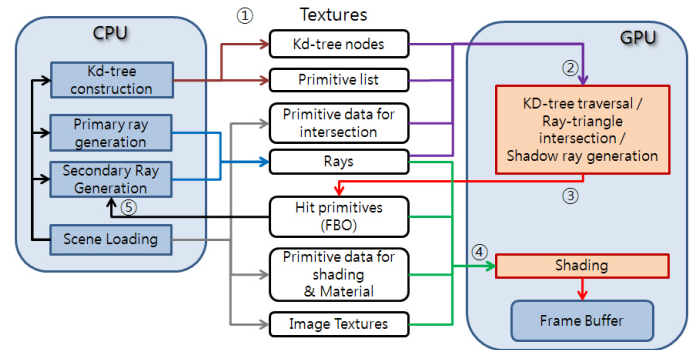 ①
Textures
CPU
GPU
Kd-tree
construction
Primary ray
generation
Secondary Ray
Generation
⑤
Scene Loading
Kd-tree nodes
Primitive list
Primitive data for
intersection
Rays
Hit primitives
(FBO)
Primitive data for
shading
& Material
Image Textures
②
KD-tree traversal /
Ray-triangle
intersection /
Shadow ray generation
③
④
Shading
Frame Buffer